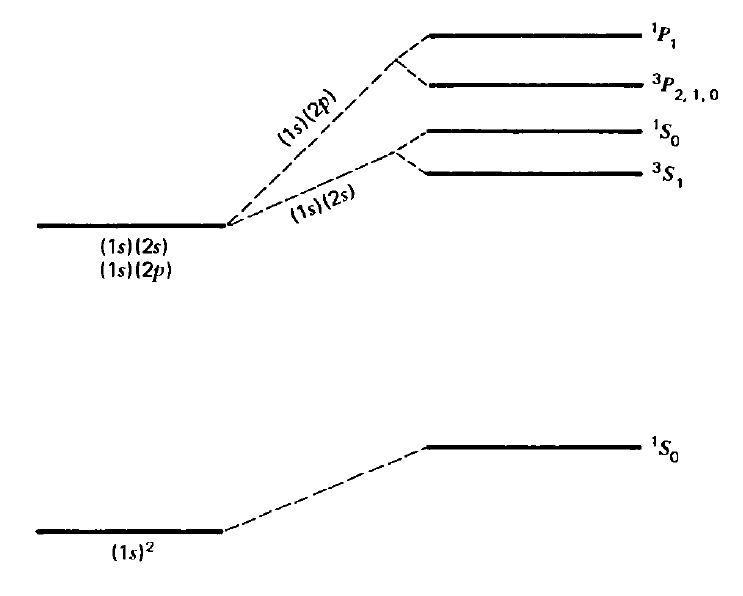 ¹P₁
(1s)(2p)
³P₂, ₁, ₀
¹S₀
(1s)(2s)
³S₁
(1s)(2s)
(1s)(2p)
¹S₀
(1s)²